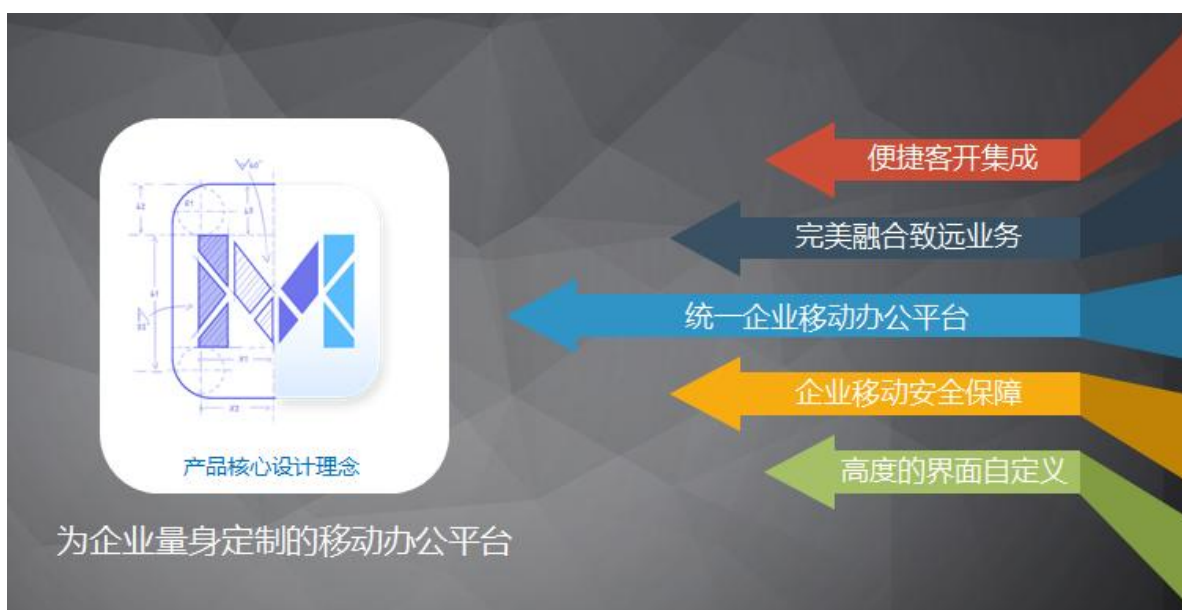 产品核心设计理念
为企业量身定制的移动办公平台
便捷客开集成
完美融合致远业务
统一企业移动办公平台
企业移动安全保障
高度的界面自定义